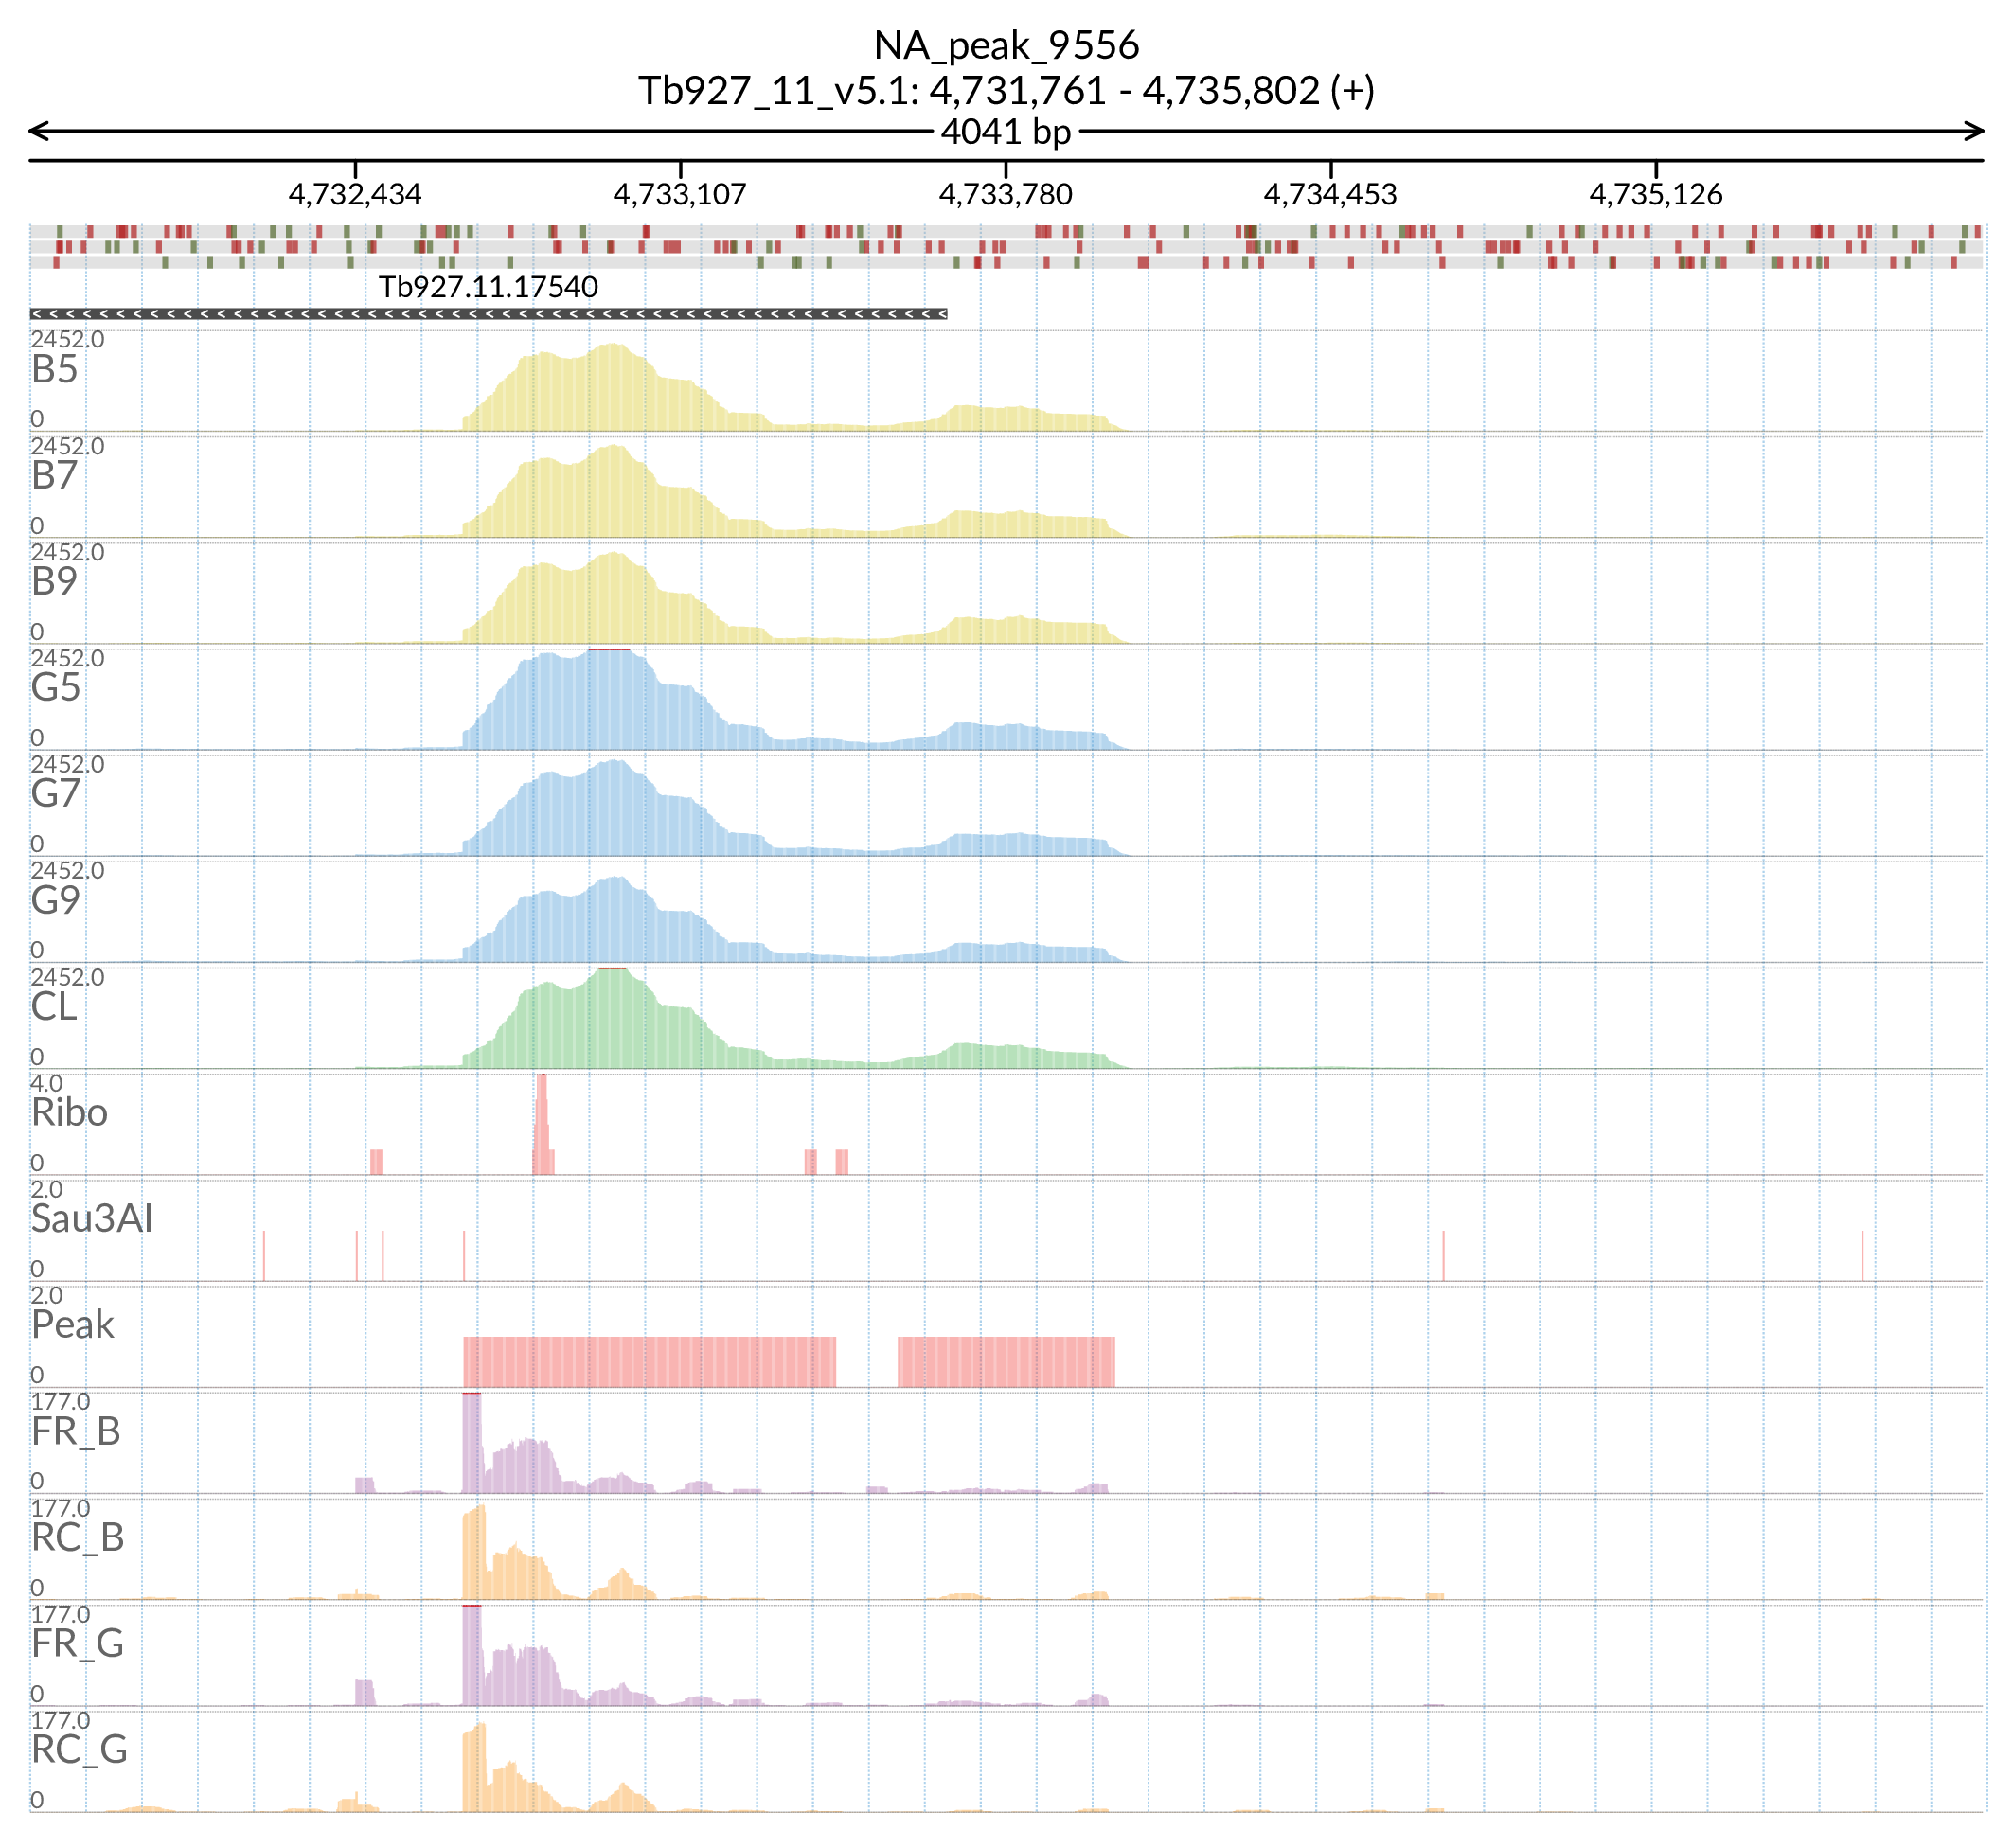 NA_peak_9556
Tb927_11_v5.1: 4,731,761 - 4,735,802 (+)
4041 bp
4,732,434 4,733,107 4,733,780 4,734,453 4,735,126
Tb927.11.17540
2452.0
B5
0
2452.0
B7
0
2452.0
B9
0
2452.0
G5
0
2452.0
G7
0
2452.0
G9
0
2452.0
CL
0
4.0
Ribo
0
2.0
Sau3AI
0
2.0
Peak
0
177.0
FR_B
0
177.0
RC_B
0
177.0
FR_G
0
177.0
RC_G
0